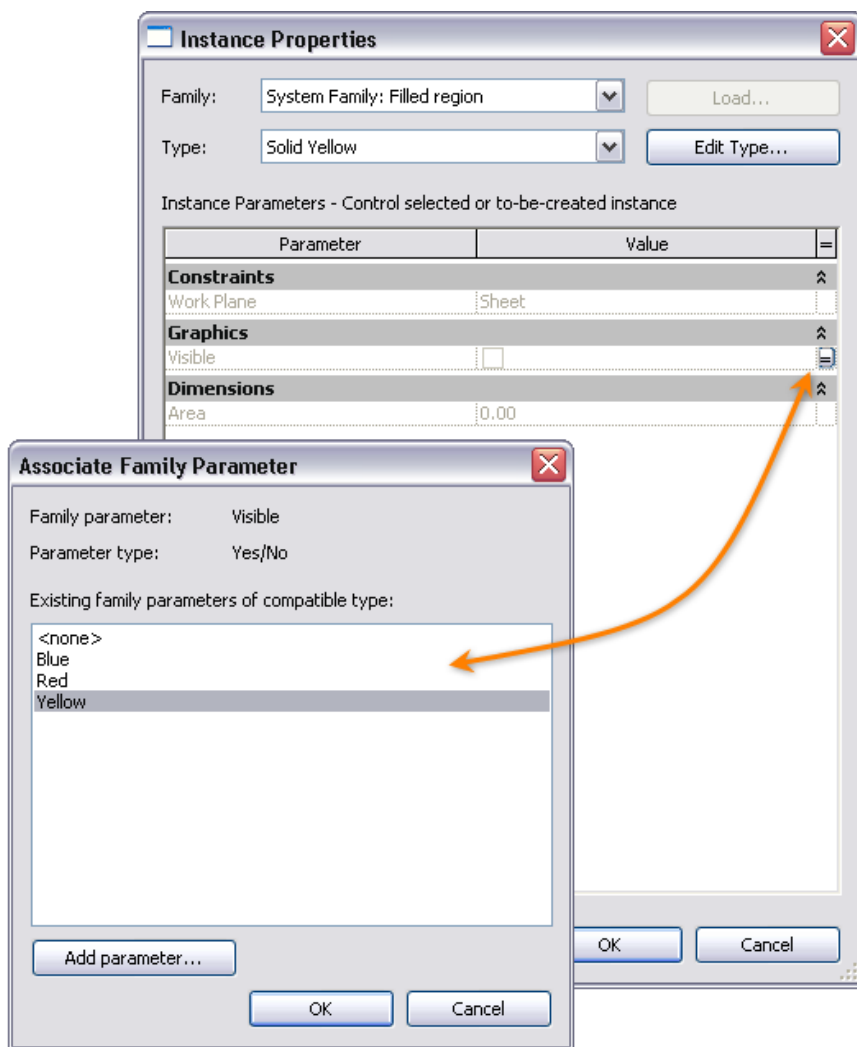 Instance Properties
Family: System Family: Filled region Load...
Type: Solid Yellow Edit Type...
Instance Parameters - Control selected or to-be-created instance
Parameter Value =
Constraints
Work Plane Sheet
Graphics
Visible =
Dimensions
Area 0.00
OK Cancel
Associate Family Parameter
Family parameter: Visible
Parameter type: Yes/No
Existing family parameters of compatible type:
<none>
Blue
Red
Yellow
Add parameter...
OK Cancel